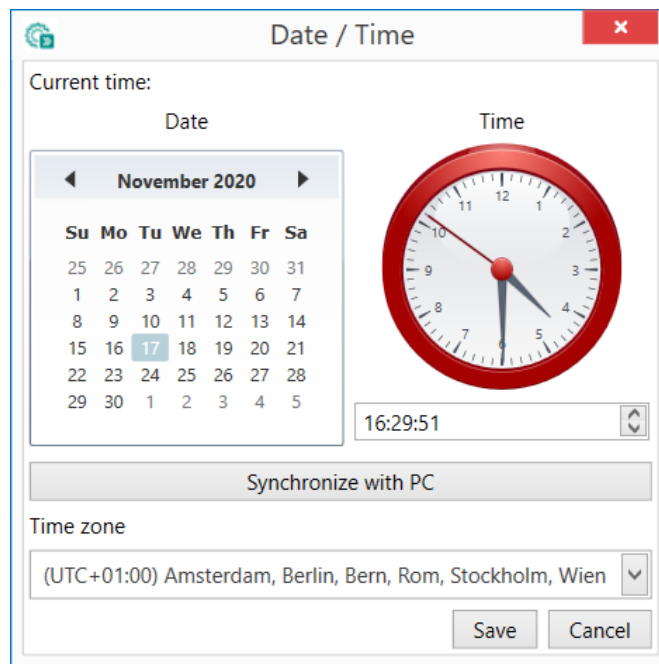 Date / Time
Current time:
Date
Time
November 2020
Su Mo Tu We Th Fr Sa
25 26 27 28 29 30 31
1 2 3 4 5 6 7
8 9 10 11 12 13 14
15 16 17 18 19 20 21
22 23 24 25 26 27 28
29 30 1 2 3 4 5
12
11
1
10
2
9
3
8
4
7
5
6
16:29:51
Synchronize with PC
Time zone
(UTC+01:00) Amsterdam, Berlin, Bern, Rom, Stockholm, Wien
Save
Cancel